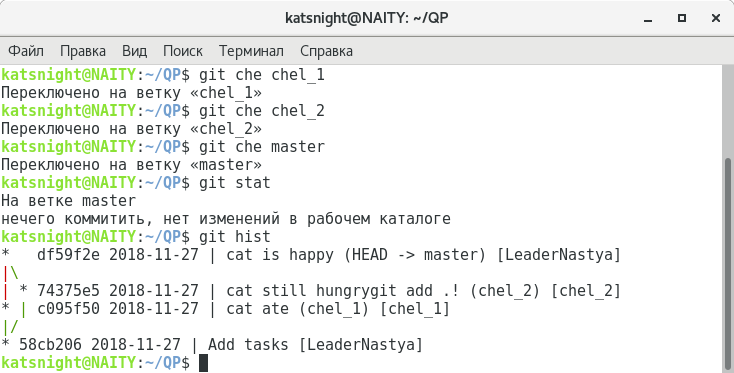 katsnight@NAITY: ~/QP
Файл Правка Вид Поиск Терминал Справка
katsnight@NAITY:~/QP$ git che chel_1
Переключено на ветку «chel_1»
katsnight@NAITY:~/QP$ git che chel_2
Переключено на ветку «chel_2»
katsnight@NAITY:~/QP$ git che master
Переключено на ветку «master»
katsnight@NAITY:~/QP$ git stat
На ветке master
нечего коммитить, нет изменений в рабочем каталоге
katsnight@NAITY:~/QP$ git hist
*   df59f2e 2018-11-27 | cat is happy (HEAD -> master) [LeaderNastya]
|\
| * 74375e5 2018-11-27 | cat still hungrygit add .! (chel_2) [chel_2]
* | c095f50 2018-11-27 | cat ate (chel_1) [chel_1]
|/
* 58cb206 2018-11-27 | Add tasks [LeaderNastya]
katsnight@NAITY:~/QP$